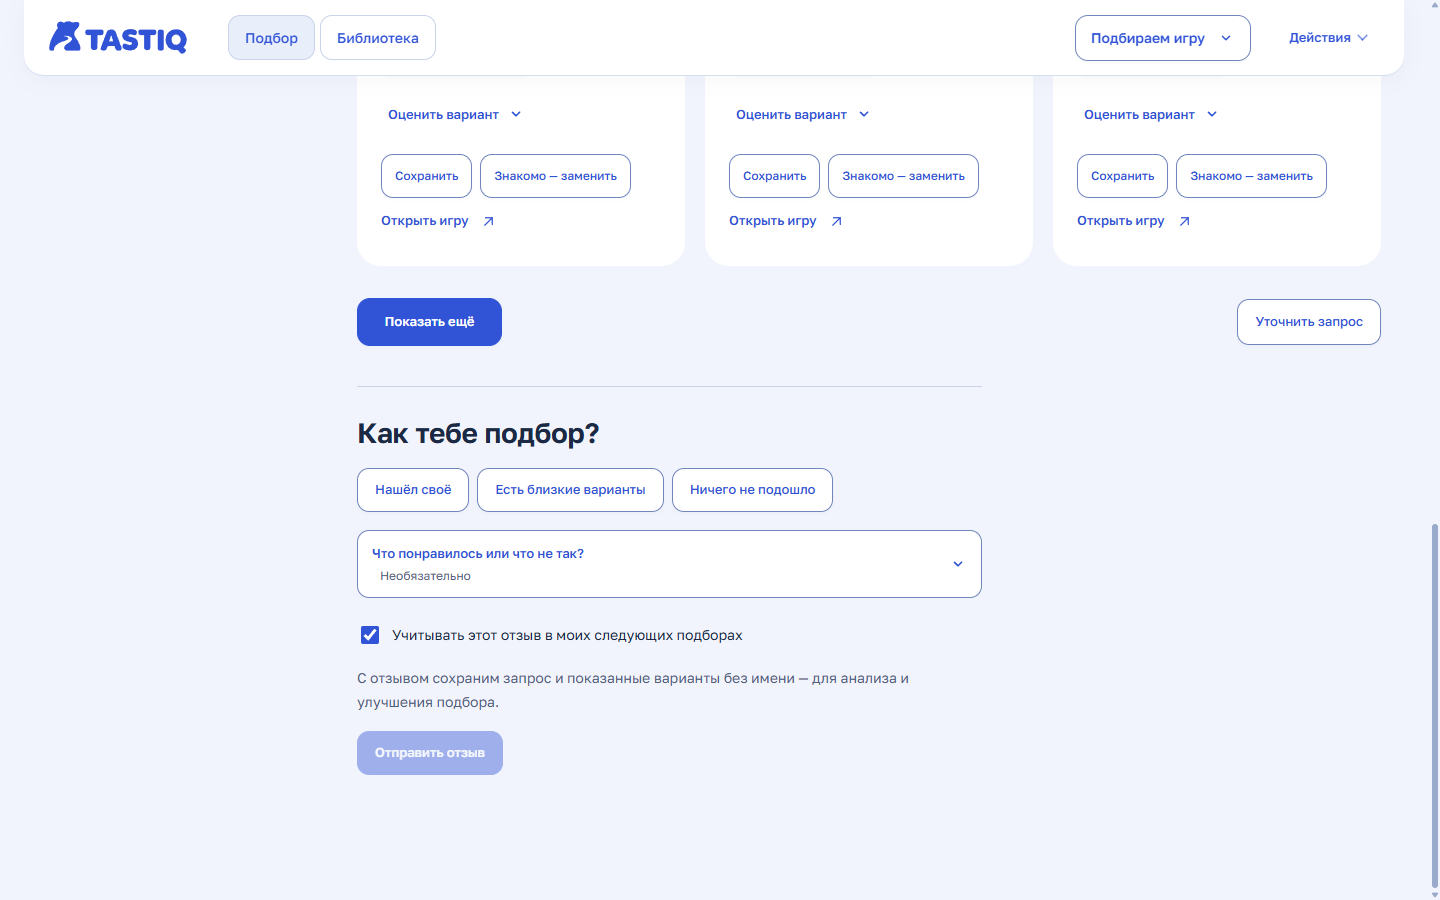 TASTIQ
Подбор
Библиотека
Подбираем игру
Действия
Оценить вариант
Оценить вариант
Оценить вариант
Сохранить
Знакомо — заменить
Сохранить
Знакомо — заменить
Сохранить
Знакомо — заменить
Открыть игру
Открыть игру
Открыть игру
Показать ещё
Уточнить запрос
Как тебе подбор?
Нашёл своё
Есть близкие варианты
Ничего не подошло
Что понравилось или что не так?
Необязательно
Учитывать этот отзыв в моих следующих подборах
С отзывом сохраним запрос и показанные варианты без имени — для анализа и
улучшения подбора.
Отправить отзыв